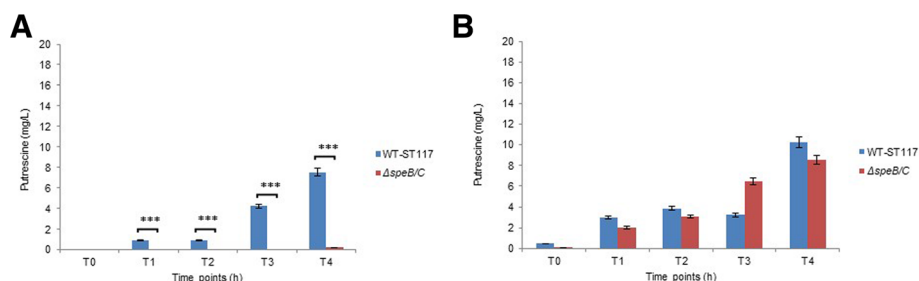 A
20
18
16
14
12
10
8
6
4
2
0
Putrescine (mg/L)
***
***
***
***
T0 T1 T2 T3 T4
Time points (h)
WT-ST117
ΔspeB/C
B
20
18
16
14
12
10
8
6
4
2
0
Putrescine (mg/L)
T0 T1 T2 T3 T4
Time points (h)
WT-ST117
ΔspeB/C